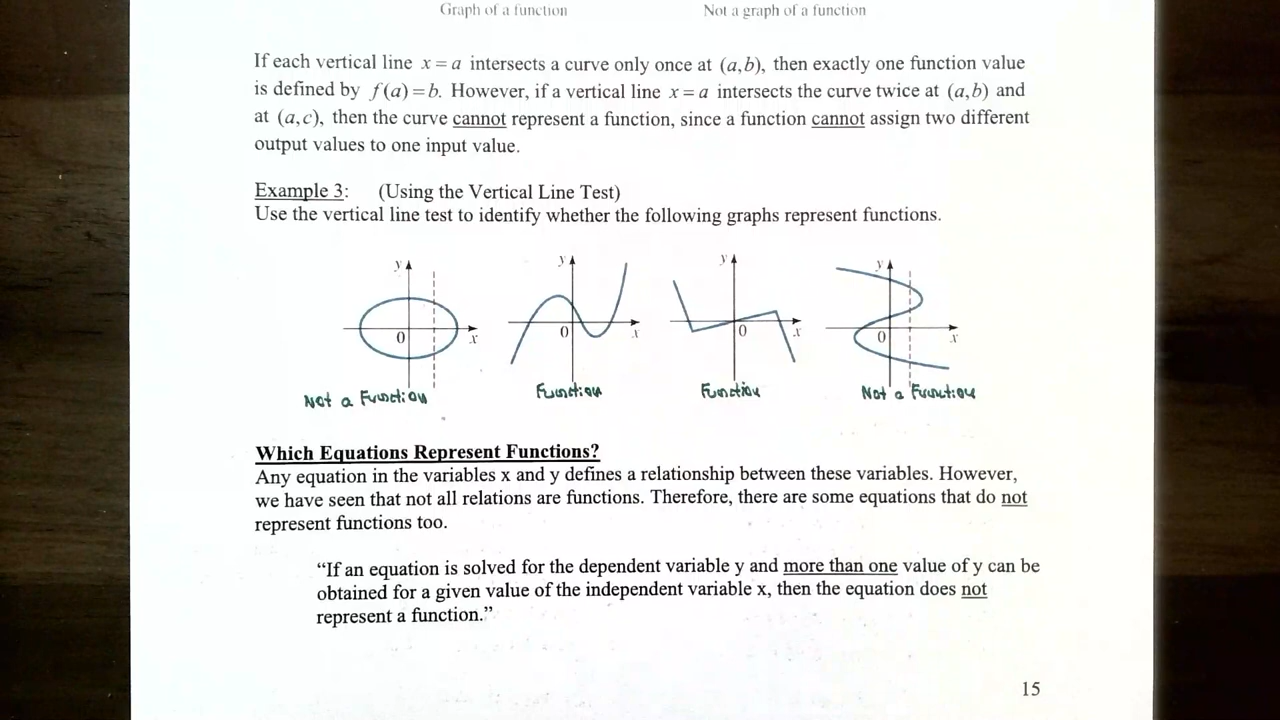 Graph of a function Not a graph of a function
If each vertical line x = a intersects a curve only once at (a,b), then exactly one function value
is defined by f(a) = b. However, if a vertical line x = a intersects the curve twice at (a,b) and
at (a,c), then the curve cannot represent a function, since a function cannot assign two different
output values to one input value.
Example 3: (Using the Vertical Line Test)
Use the vertical line test to identify whether the following graphs represent functions.
y y y y
0 x 0 x 0 x 0 x
Not a Function Function Function Not a Function
Which Equations Represent Functions?
Any equation in the variables x and y defines a relationship between these variables. However,
we have seen that not all relations are functions. Therefore, there are some equations that do not
represent functions too.
“If an equation is solved for the dependent variable y and more than one value of y can be
obtained for a given value of the independent variable x, then the equation does not
represent a function.”
15